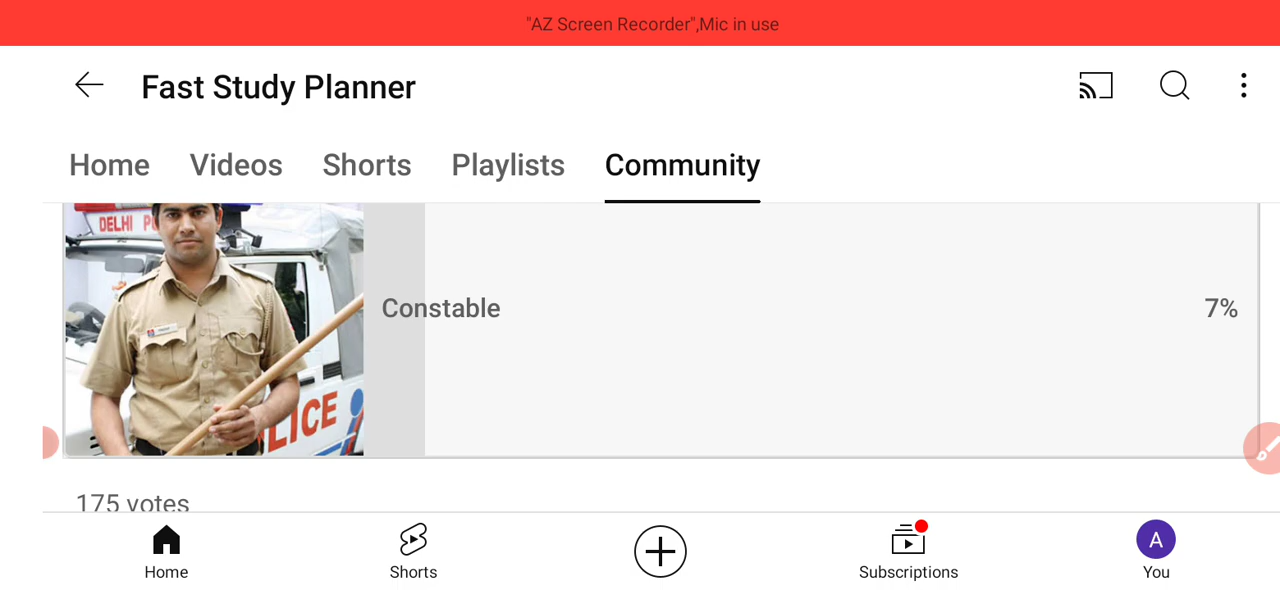 "AZ Screen Recorder",Mic in use
Fast Study Planner
Home Videos Shorts Playlists Community
DELHI
Constable 7%
LICE
175 votes
Home Shorts Subscriptions You
A